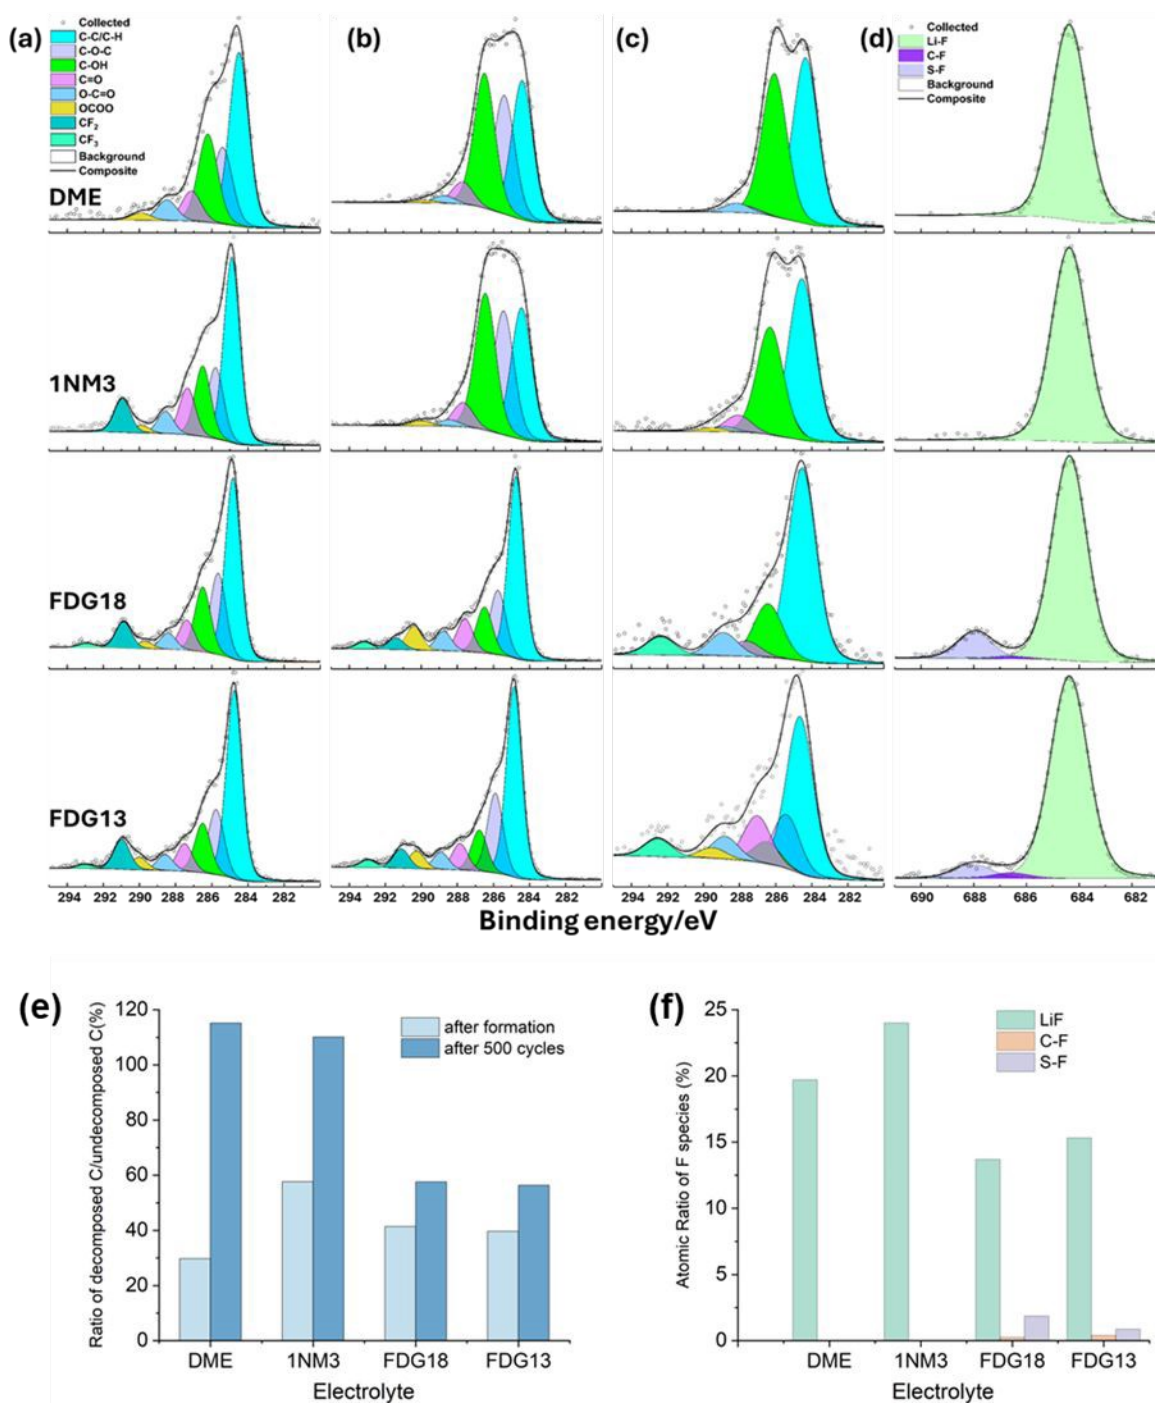 (a)
Collected
C-C/C-H
C-O-C
C-OH
C=O
O-C=O
OCOO
CF2
CF3
Background
Composite
DME
(b)
(c)
(d)
Collected
Li-F
C-F
S-F
Background
Composite
1NM3
FDG18
FDG13
294 292 290 288 286 284 282
294 292 290 288 286 284 282
294 292 290 288 286 284 282
690 688 686 684 682
Binding energy/eV
(e)
Ratio of decomposed C/undecomposed C(%)
120
100
80
60
40
20
0
after formation
after 500 cycles
DME 1NM3 FDG18 FDG13
Electrolyte
(f)
Atomic Ratio of F species (%)
25
20
15
10
5
0
LiF
C-F
S-F
DME 1NM3 FDG18 FDG13
Electrolyte